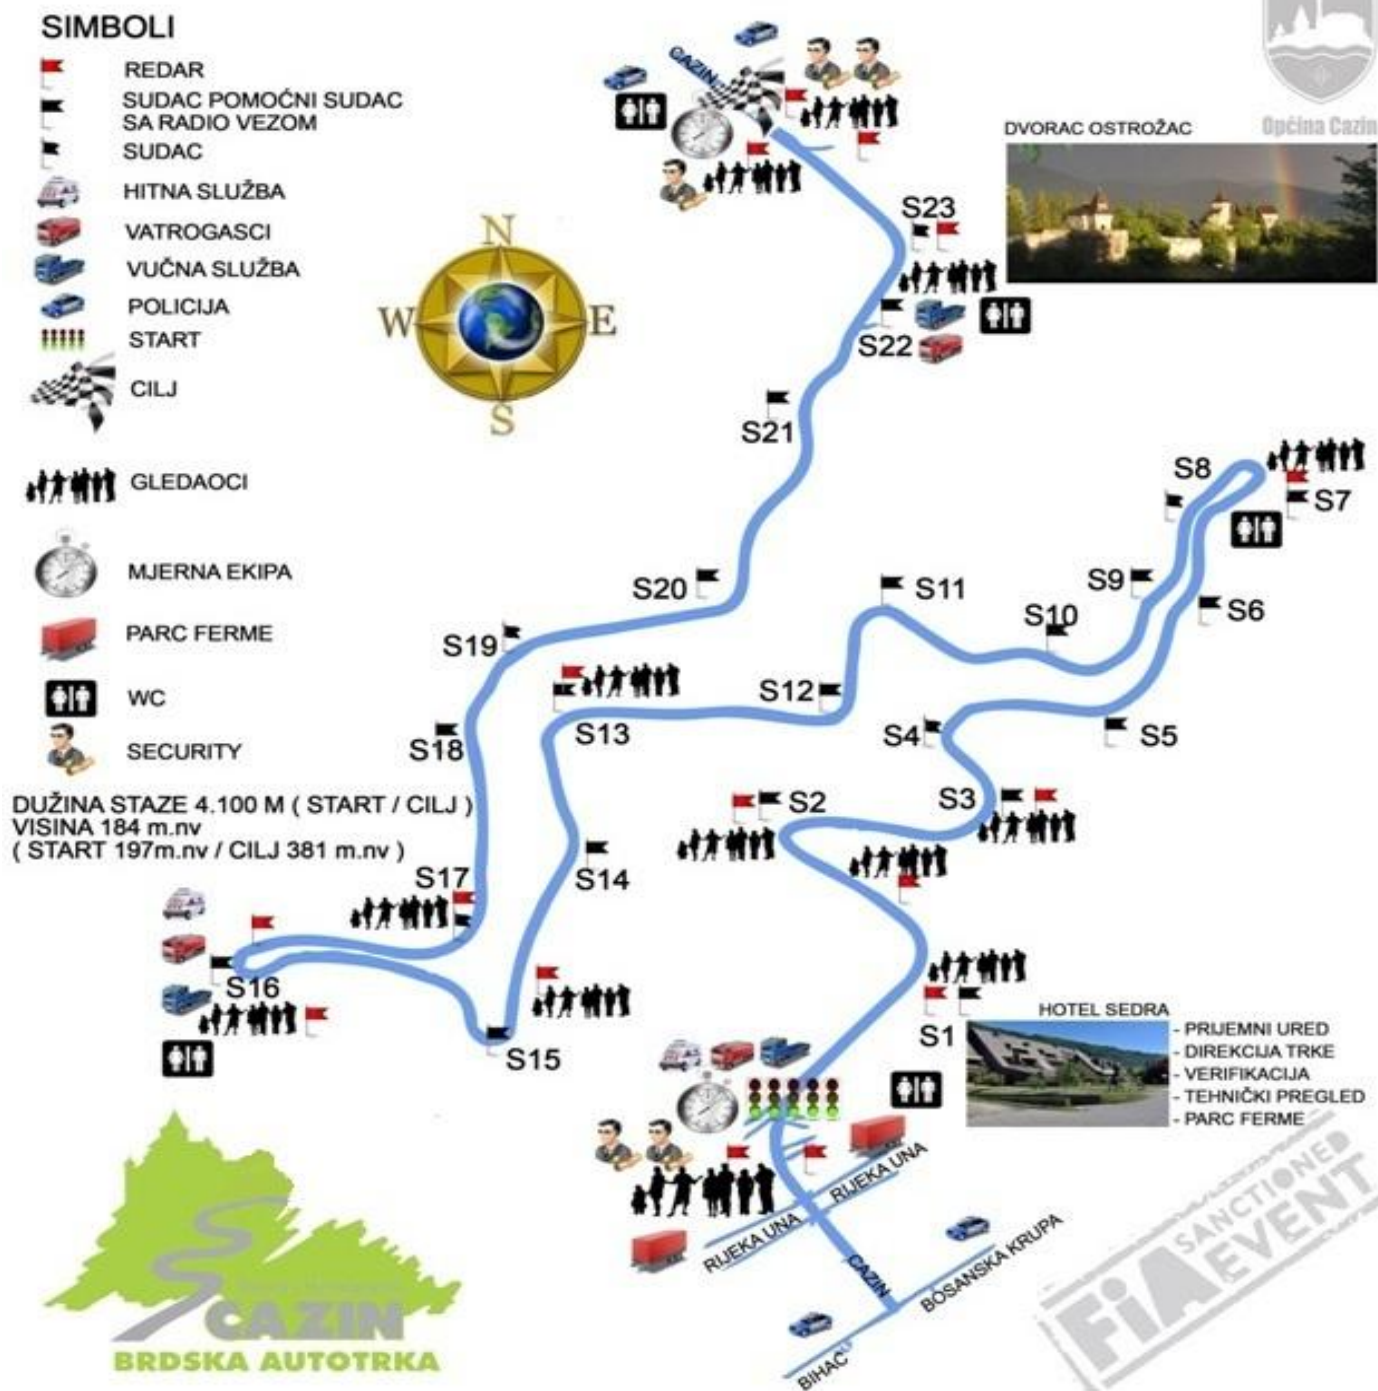 SIMBOLI
REDAR
SUDAC POMOĆNI SUDAC
SA RADIO VEZOM
SUDAC
HITNA SLUŽBA
VATROGASCI
VUČNA SLUŽBA
POLICIJA
START
CILJ
GLEDAOCI
MJERNA EKIPA
PARC FERME
WC
SECURITY
DUŽINA STAZE 4.100 M ( START / CILJ )
VISINA 184 m.nv
( START 197m.nv / CILJ 381 m.nv )
N
W
E
S
CAZIN
Općina Cazin
DVORAC OSTROŽAC
S23
S22
S21
S8
S7
S9
S6
S20
S11
S10
S19
S12
S13
S18
S4
S5
S2
S3
S17
S14
S16
S15
S1
HOTEL SEDRA
- PRIJEMNI URED
- DIREKCIJA TRKE
- VERIFIKACIJA
- TEHNIČKI PREGLED
- PARC FERME
RIJEKA UNA
RIJEKA UNA
CAZIN
BOSANSKA KRUPA
BIHAĆ
CAZIN
BRDSKA AUTOTRKA
FiA SANCTIONED
EVENT